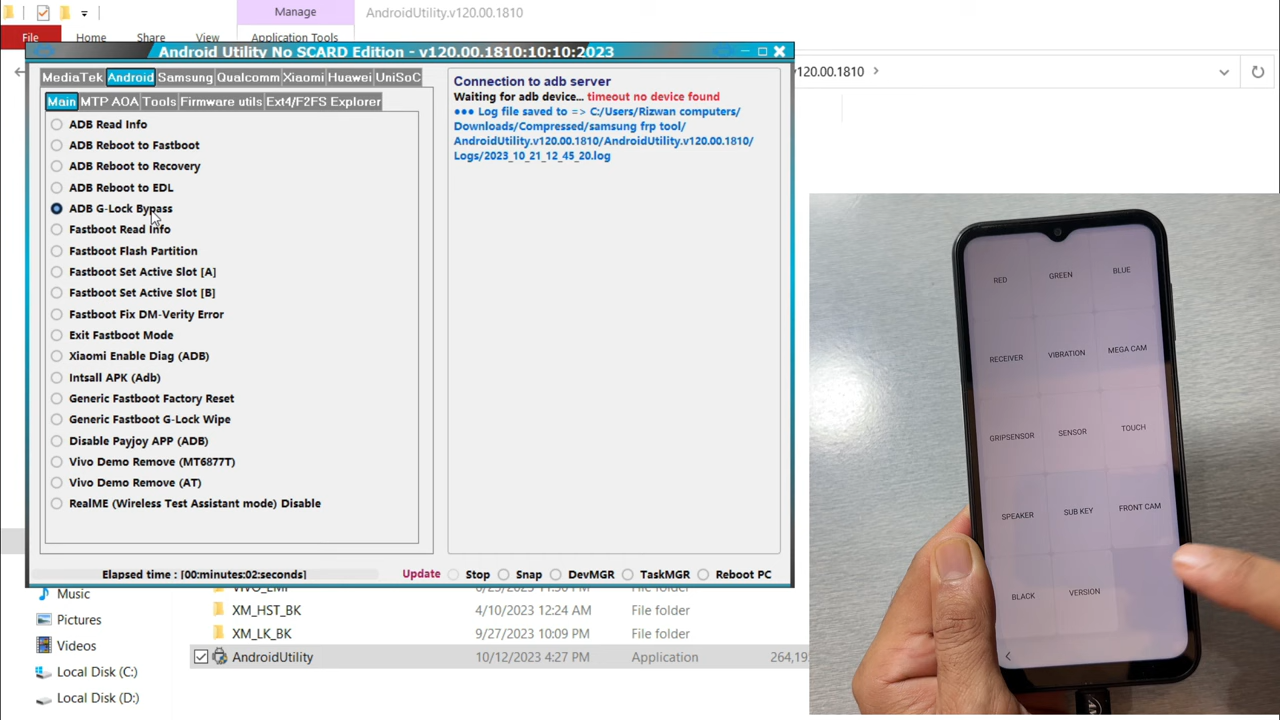 Manage
AndroidUtility.v120.00.1810
File
Home
Share
View
Application Tools
Android Utility No SCARD Edition - v120.00.1810:10:10:2023
v120.00.1810
MediaTek Android Samsung Qualcomm Xiaomi Huawei UniSoC
Main MTP AOA Tools Firmware utils Ext4/F2FS Explorer
ADB Read Info
ADB Reboot to Fastboot
ADB Reboot to Recovery
ADB Reboot to EDL
ADB G-Lock Bypass
Fastboot Read Info
Fastboot Flash Partition
Fastboot Set Active Slot [A]
Fastboot Set Active Slot [B]
Fastboot Fix DM-Verity Error
Exit Fastboot Mode
Xiaomi Enable Diag (ADB)
Intsall APK (Adb)
Generic Fastboot Factory Reset
Generic Fastboot G-Lock Wipe
Disable Payjoy APP (ADB)
Vivo Demo Remove (MT6877T)
Vivo Demo Remove (AT)
RealME (Wireless Test Assistant mode) Disable
Connection to adb server
Waiting for adb device... timeout no device found
••• Log file saved to => C:/Users/Rizwan computers/
Downloads/Compressed/samsung frp tool/
AndroidUtility.v120.00.1810/AndroidUtility.v120.00.1810/
Logs/2023_10_21_12_45_20.log
Elapsed time : [00:minutes:02:seconds]
Update
Stop
Snap
DevMGR
TaskMGR
Reboot PC
Music
Pictures
Videos
Local Disk (C:)
Local Disk (D:)
XM_HST_BK 4/10/2023 12:24 AM File folder
XM_LK_BK 9/27/2023 10:09 PM File folder
AndroidUtility 10/12/2023 4:27 PM Application 264,19
RED GREEN BLUE
RECEIVER VIBRATION MEGA CAM
GRIPSENSOR SENSOR TOUCH
SPEAKER SUB KEY FRONT CAM
BLACK VERSION